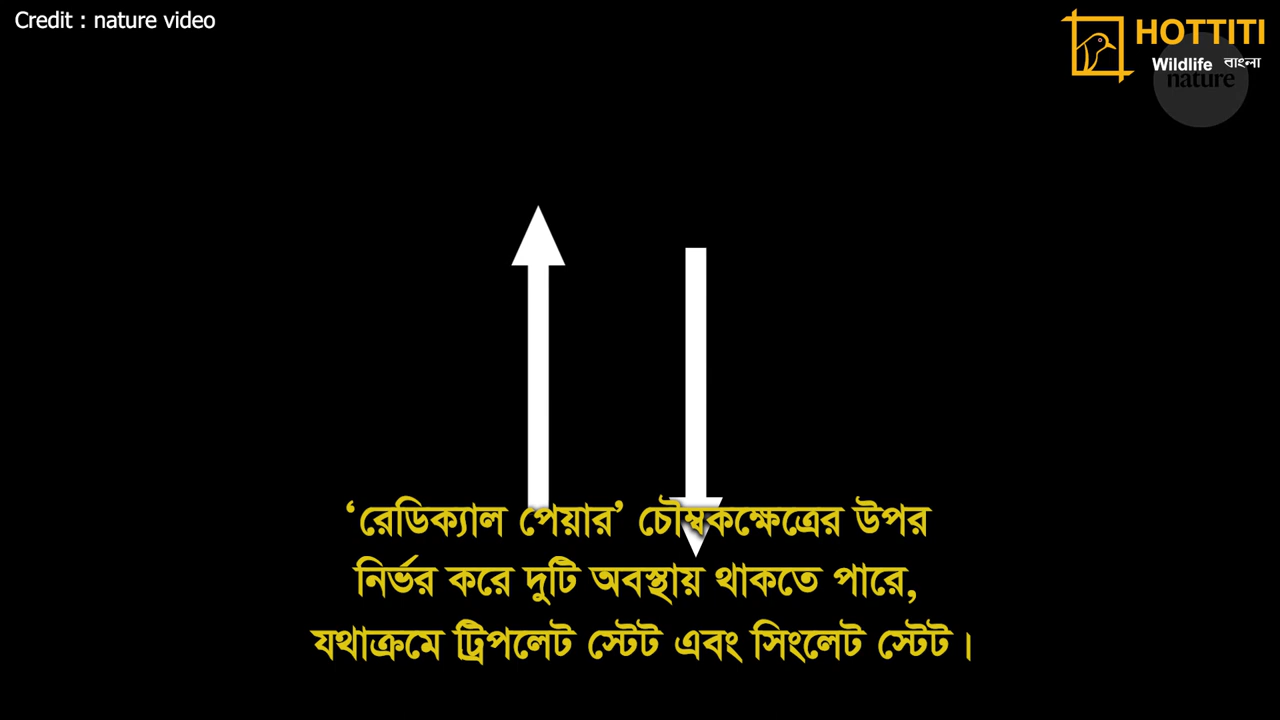 Credit : nature video
HOTTITI
Wildlife বাংলা
nature
‘রেডিক্যাল পেয়ার’ চৌম্বকক্ষেত্রের উপর
নির্ভর করে দুটি অবস্থায় থাকতে পারে,
যথাক্রমে ট্রিপলেট স্টেট এবং সিংলেট স্টেট।